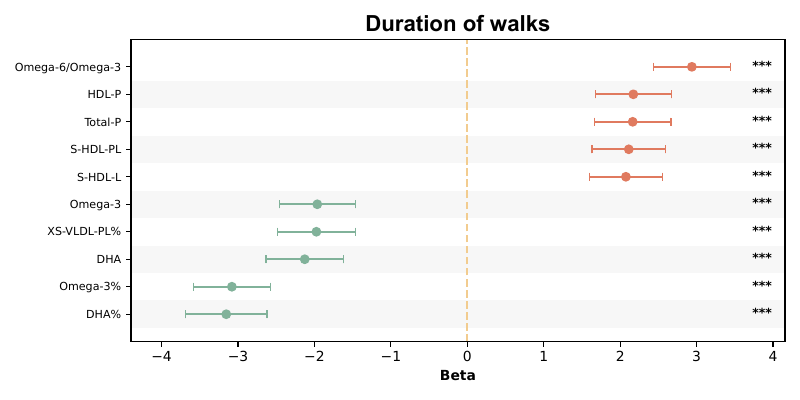 Duration of walks
Omega-6/Omega-3 ***
HDL-P ***
Total-P ***
S-HDL-PL ***
S-HDL-L ***
Omega-3 ***
XS-VLDL-PL% ***
DHA ***
Omega-3% ***
DHA% ***
−4 −3 −2 −1 0 1 2 3 4
Beta